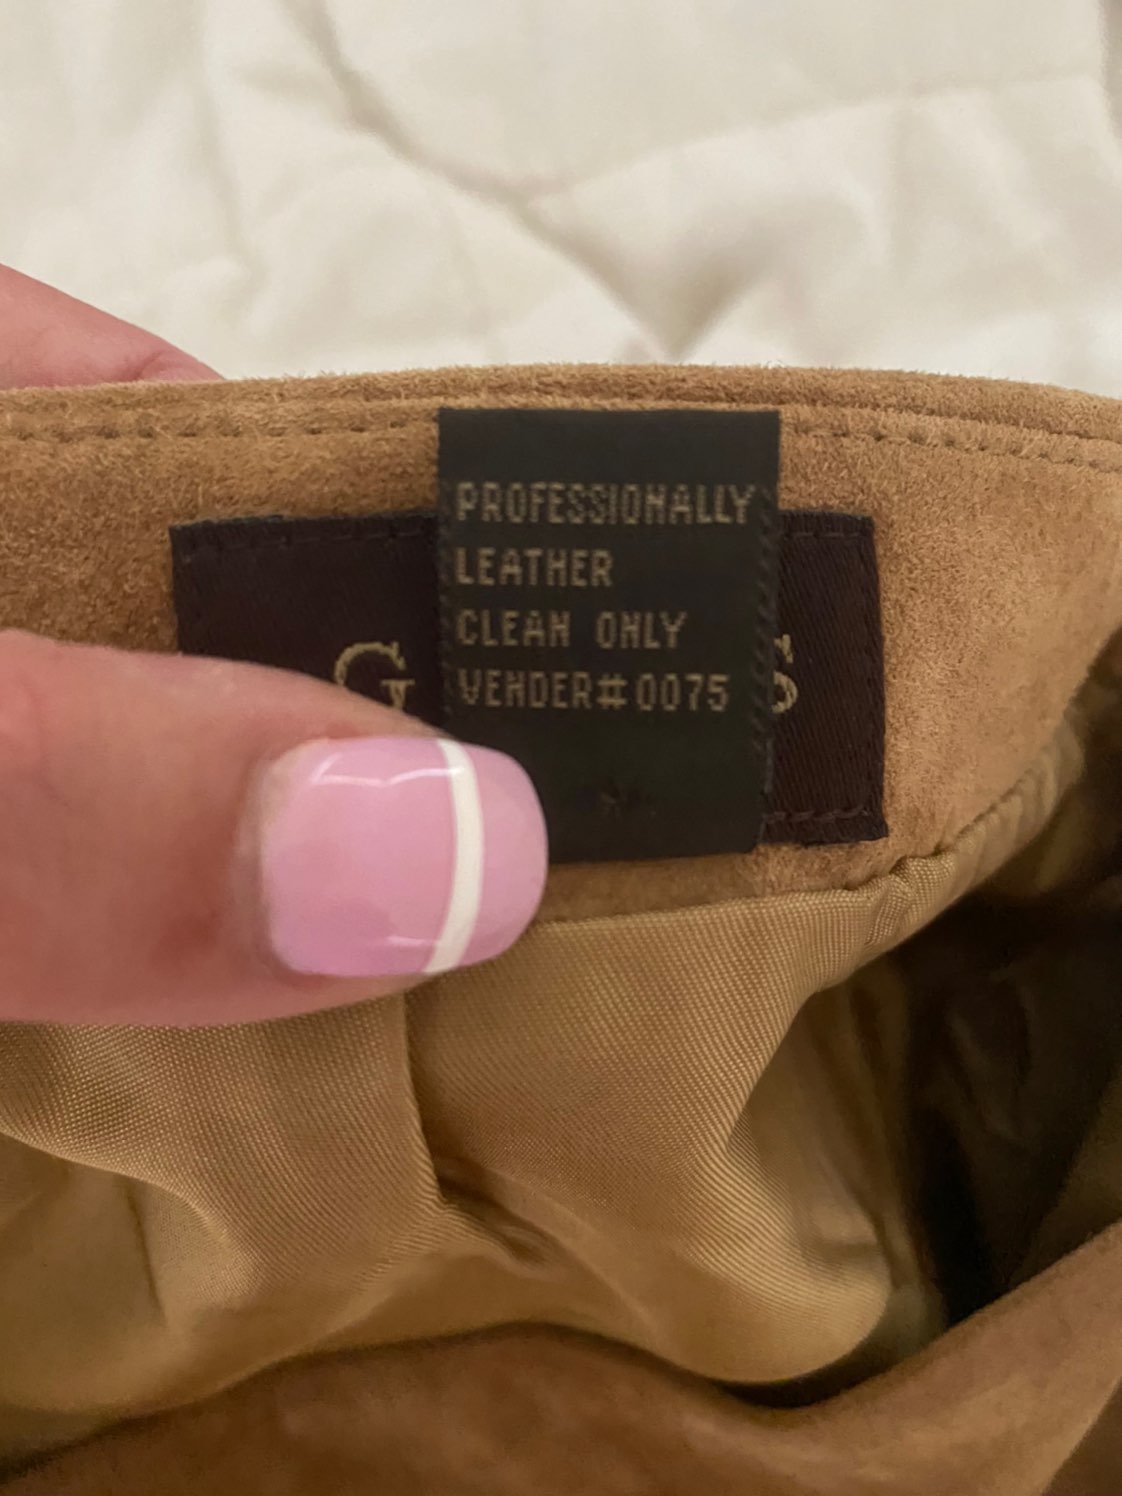 PROFESSIONALLY
LEATHER
CLEAN ONLY
VENDER#0075
G S